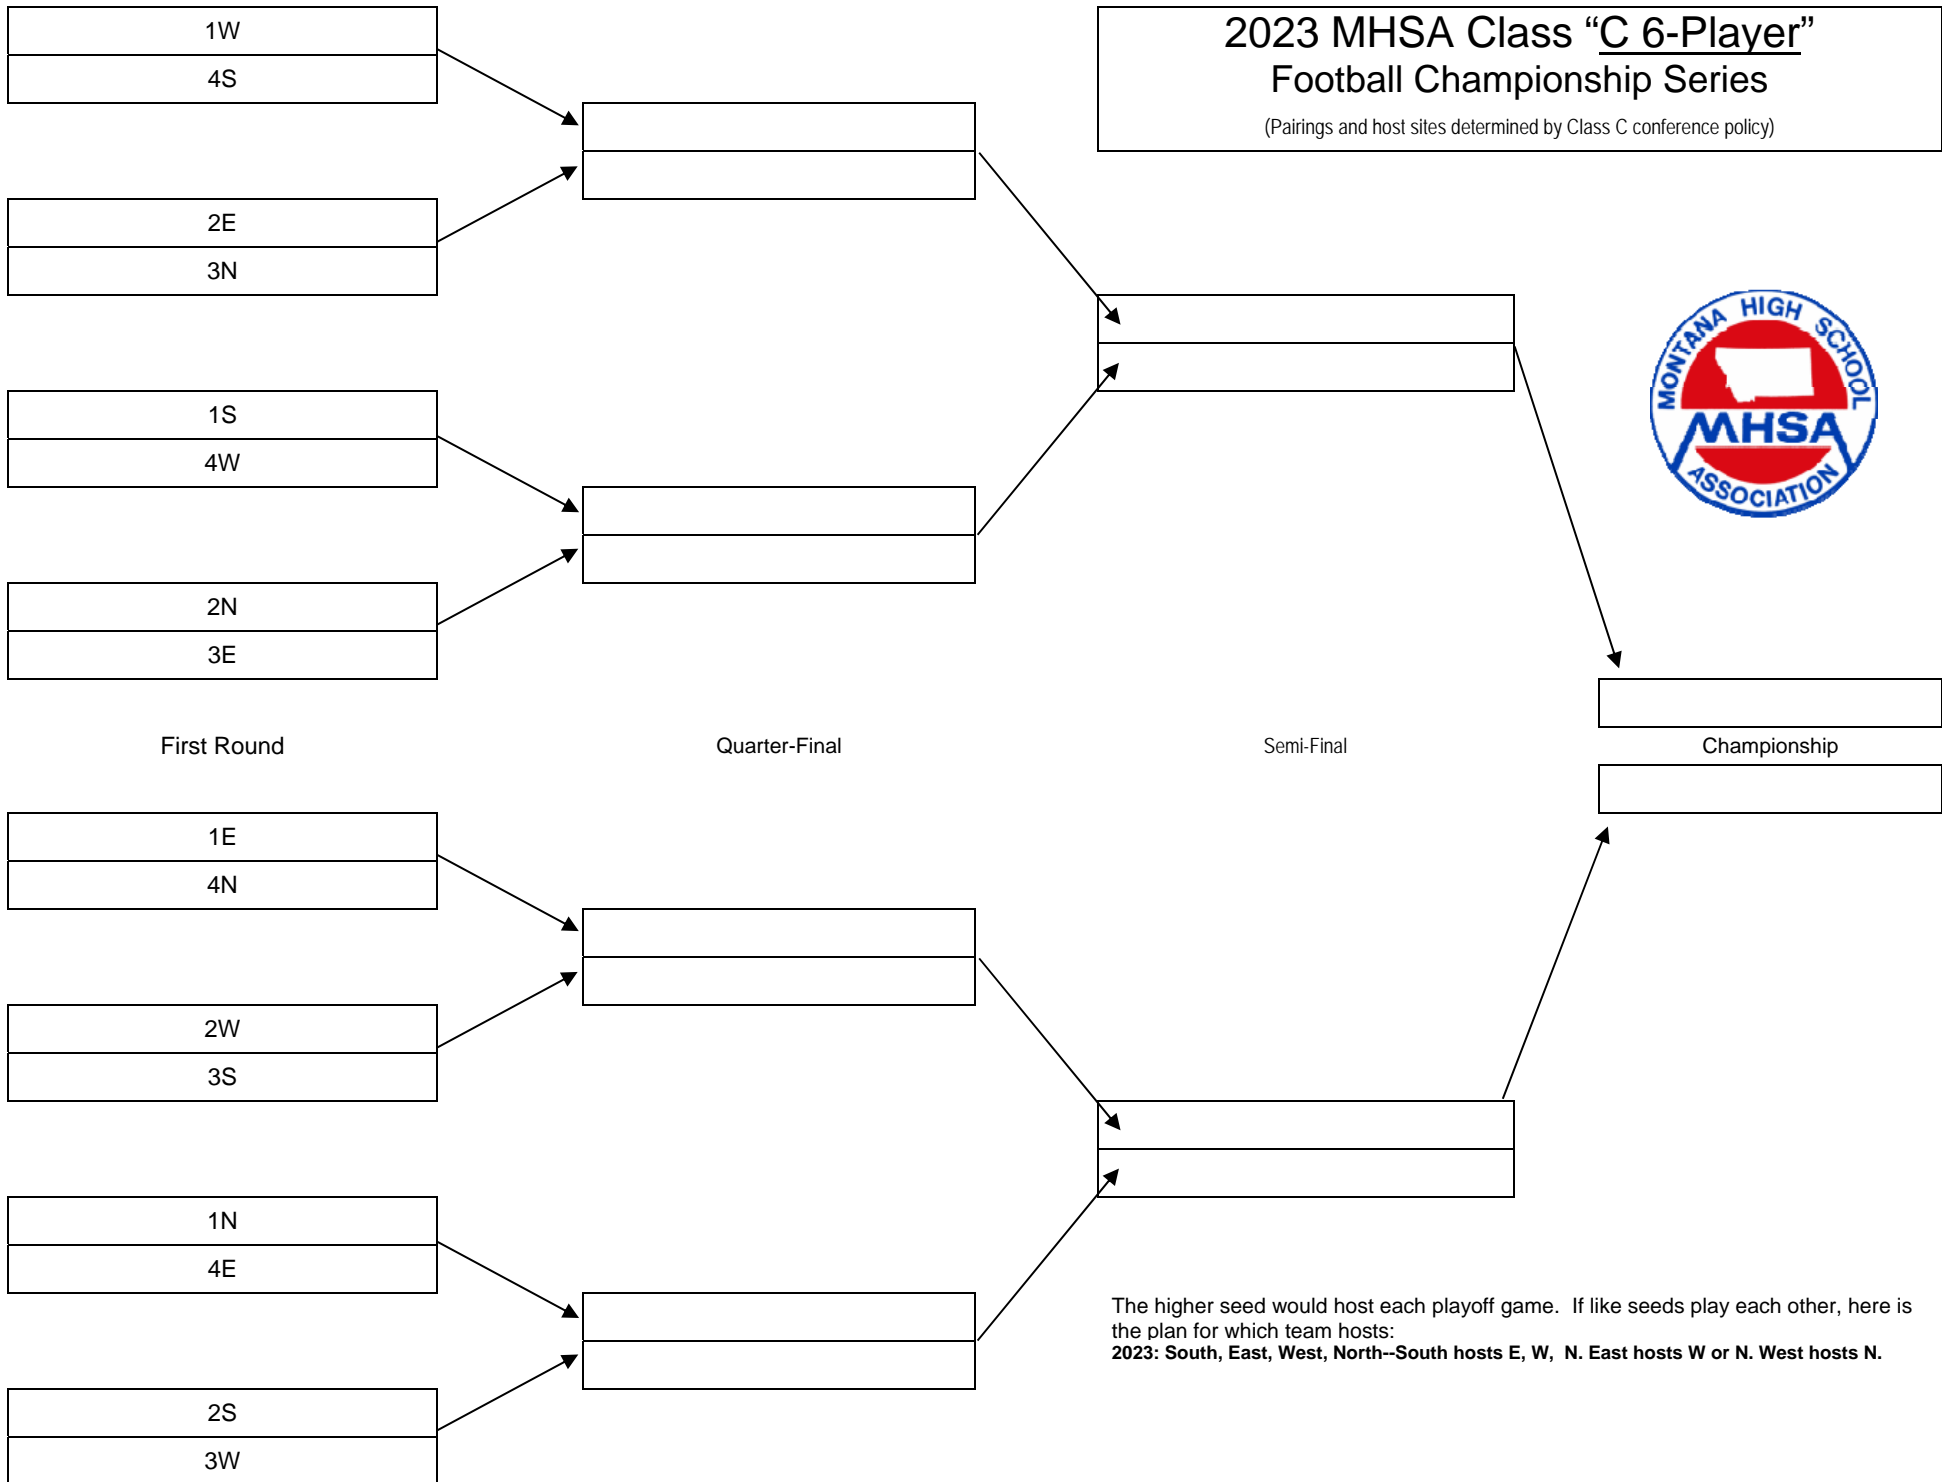 1W
4S
2023 MHSA Class “C 6-Player”
Football Championship Series
(Pairings and host sites determined by Class C conference policy)
2E
3N
MONTANA HIGH SCHOOL
MHSA
ASSOCIATION
1S
4W
2N
3E
First Round
Quarter-Final
Semi-Final
Championship
1E
4N
2W
3S
1N
4E
The higher seed would host each playoff game.  If like seeds play each other, here is
the plan for which team hosts:
2023: South, East, West, North--South hosts E, W,  N. East hosts W or N. West hosts N.
2S
3W